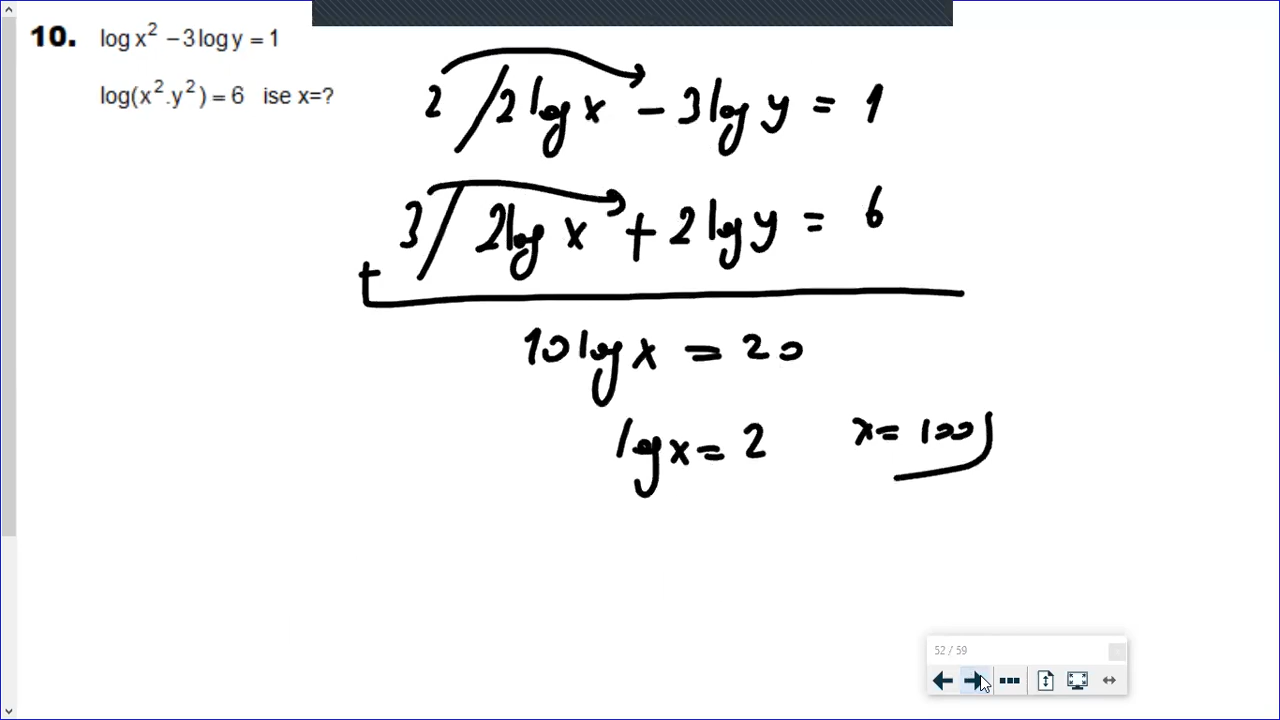 10. log x² – 3 log y = 1
log(x².y²) = 6 ise x=?
2 / 2 log x – 3 log y = 1
3 / 2 log x + 2 log y = 6
+
10 log x = 20
log x = 2 x = 100
52 / 59